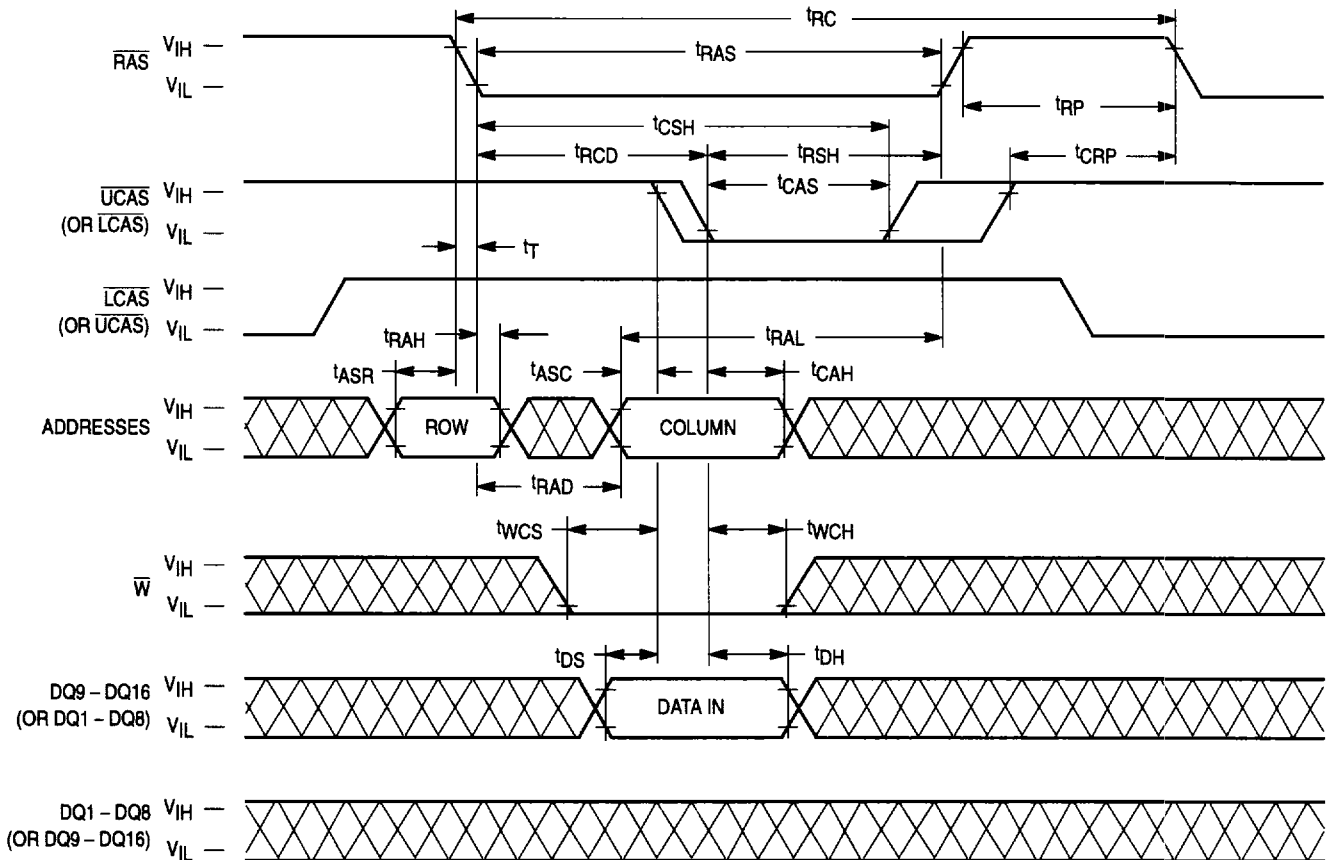 tRC
RAS VIH
VIL
tRAS
tRP
tCSH
tRCD tRSH tCRP
tCAS
UCAS VIH
(OR LCAS)
VIL
tT
LCAS VIH
(OR UCAS) VIL
tRAH tRAL
tASR tASC tCAH
ADDRESSES VIH
VIL
ROW COLUMN
tRAD
tWCS tWCH
W VIH
VIL
tDS tDH
DQ9 – DQ16 VIH
(OR DQ1 – DQ8) VIL
DATA IN
DQ1 – DQ8 VIH
(OR DQ9 – DQ16) VIL